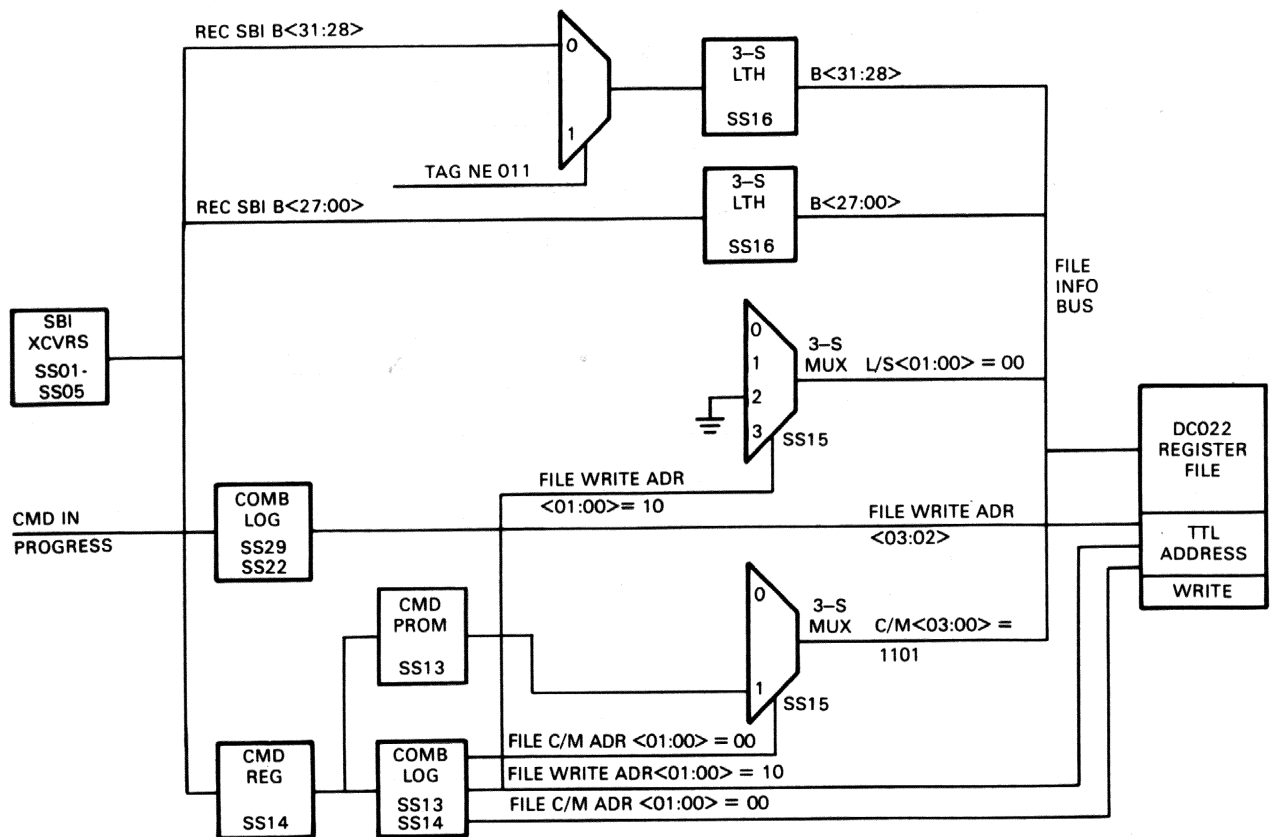 REC SBI B<31:28>
0
1
TAG NE 011
3–S
LTH
SS16
B<31:28>
REC SBI B<27:00>
3–S
LTH
SS16
B<27:00>
FILE
INFO
BUS
SBI
XCVRS
SS01-
SS05
0
1
2
3
3–S
MUX L/S<01:00> = 00
SS15
FILE WRITE ADR
<01:00>= 10
DC022
REGISTER
FILE
TTL
ADDRESS
WRITE
CMD IN
PROGRESS
COMB
LOG
SS29
SS22
FILE WRITE ADR
<03:02>
CMD
PROM
SS13
0
1
3–S
MUX C/M<03:00> =
1101
SS15
CMD
REG
SS14
COMB
LOG
SS13
SS14
FILE C/M ADR <01:00> = 00
FILE WRITE ADR<01:00> = 10
FILE C/M ADR <01:00> = 00